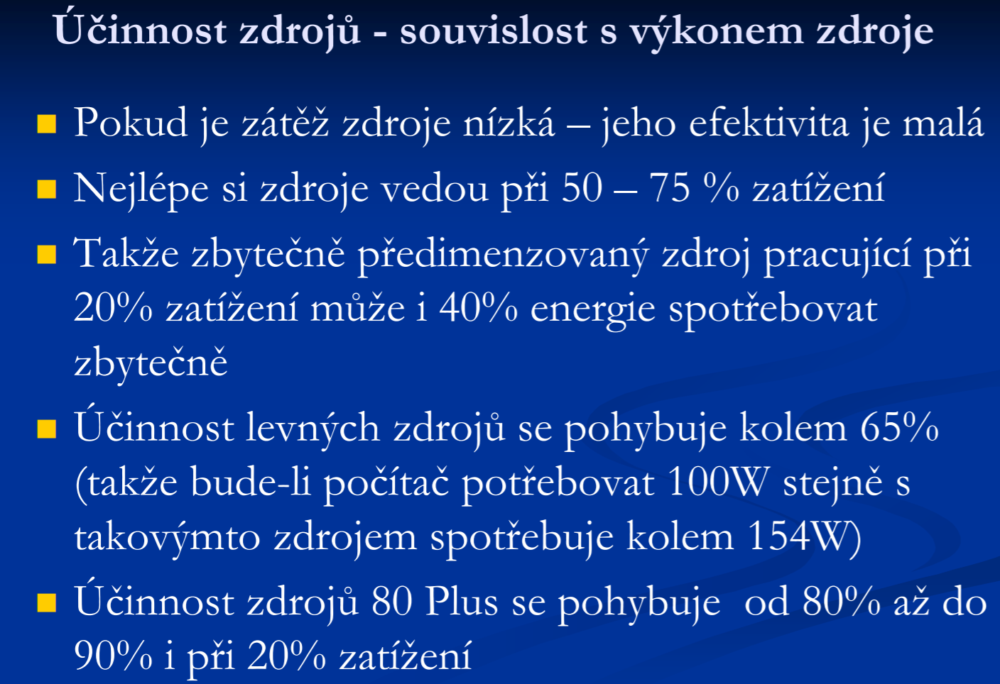 Účinnost zdrojů - souvislost s výkonem zdroje
Pokud je zátěž zdroje nízká – jeho efektivita je malá
Nejlépe si zdroje vedou při 50 – 75 % zatížení
Takže zbytečně předimenzovaný zdroj pracující při
20% zatížení může i 40% energie spotřebovat
zbytečně
Účinnost levných zdrojů se pohybuje kolem 65%
(takže bude-li počítač potřebovat 100W stejně s
takovýmto zdrojem spotřebuje kolem 154W)
Účinnost zdrojů 80 Plus se pohybuje  od 80% až do
90% i při 20% zatížení